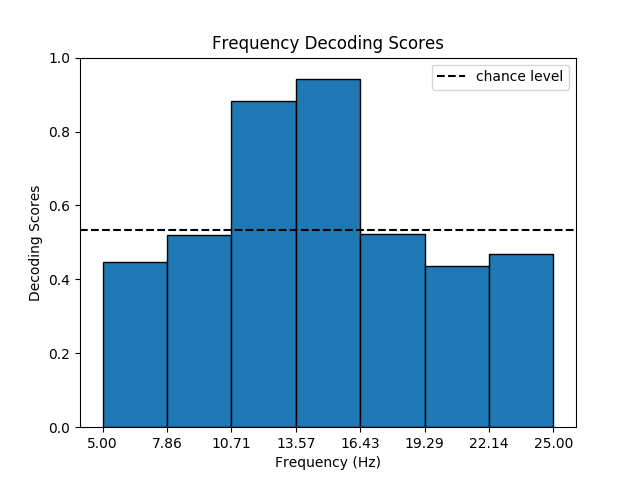 Frequency Decoding Scores
chance level
1.0
0.8
0.6
0.4
0.2
0.0
Decoding Scores
5.00 7.86 10.71 13.57 16.43 19.29 22.14 25.00
Frequency (Hz)